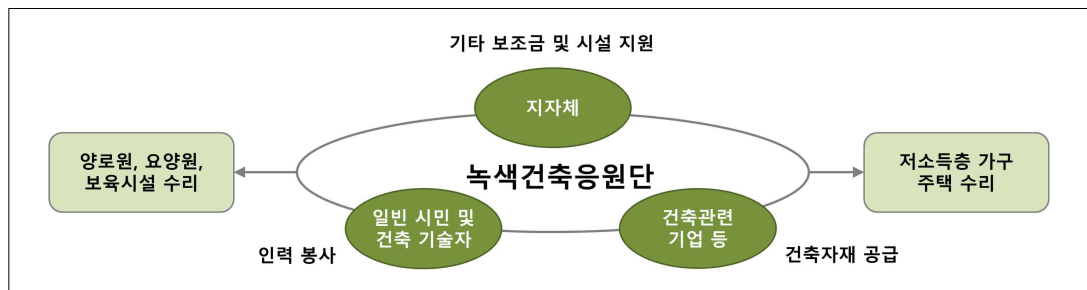 기타 보조금 및 시설 지원
지자체
양로원, 요양원,
보육시설 수리
녹색건축응원단
저소득층 가구
주택 수리
일빈 시민 및
건축 기술자
건축관련
기업 등
인력 봉사
건축자재 공급